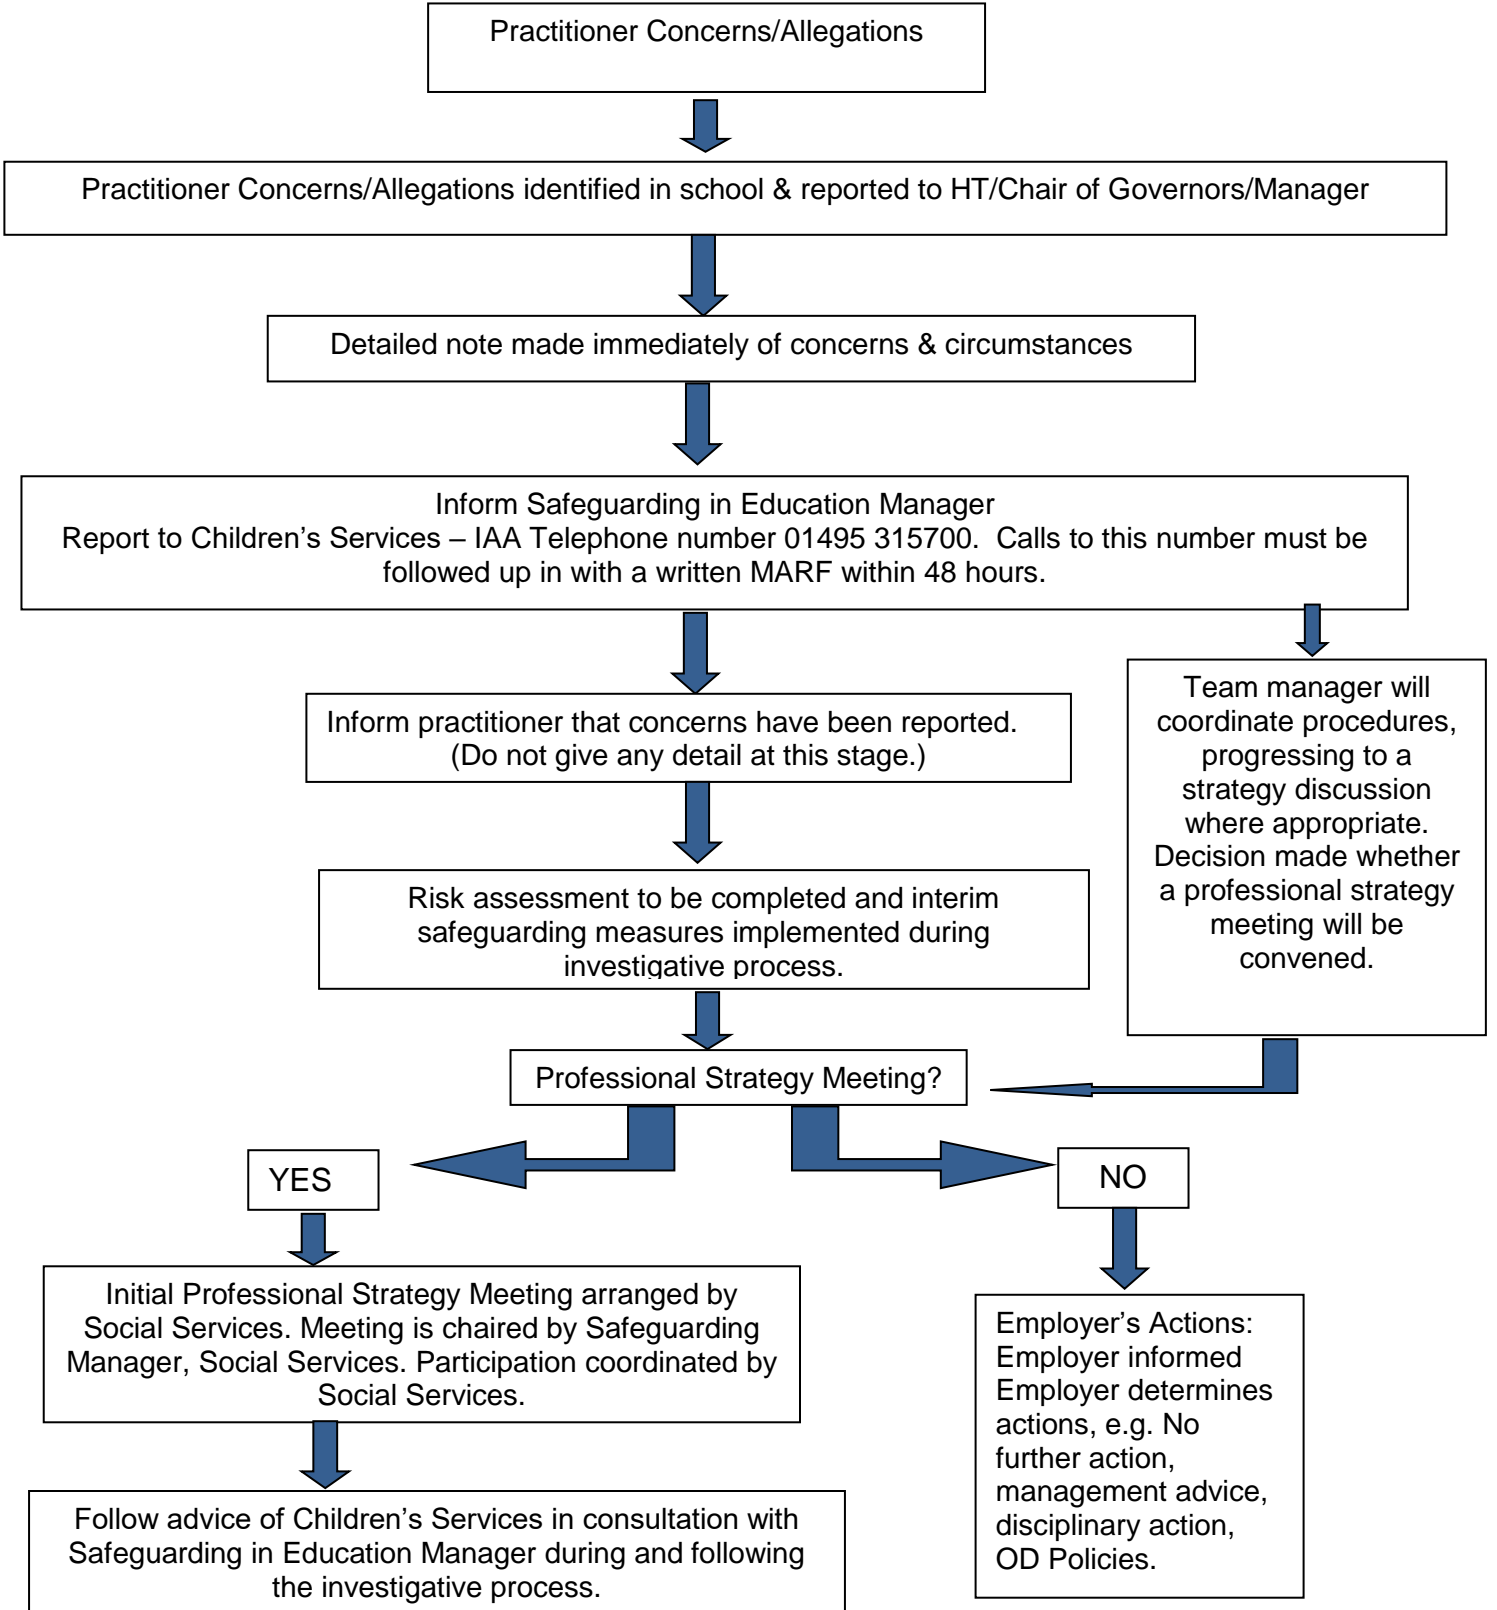 Practitioner Concerns/Allegations
Practitioner Concerns/Allegations identified in school & reported to HT/Chair of Governors/Manager
Detailed note made immediately of concerns & circumstances
Inform Safeguarding in Education Manager
Report to Children’s Services – IAA Telephone number 01495 315700.  Calls to this number must be
followed up in with a written MARF within 48 hours.
Inform practitioner that concerns have been reported.
(Do not give any detail at this stage.)
Team manager will
coordinate procedures,
progressing to a
strategy discussion
where appropriate.
Decision made whether
a professional strategy
meeting will be
convened.
Risk assessment to be completed and interim
safeguarding measures implemented during
investigative process.
Professional Strategy Meeting?
YES
NO
Initial Professional Strategy Meeting arranged by
Social Services. Meeting is chaired by Safeguarding
Manager, Social Services. Participation coordinated by
Social Services.
Employer’s Actions:
Employer informed
Employer determines
actions, e.g. No
further action,
management advice,
disciplinary action,
OD Policies.
Follow advice of Children’s Services in consultation with
Safeguarding in Education Manager during and following
the investigative process.